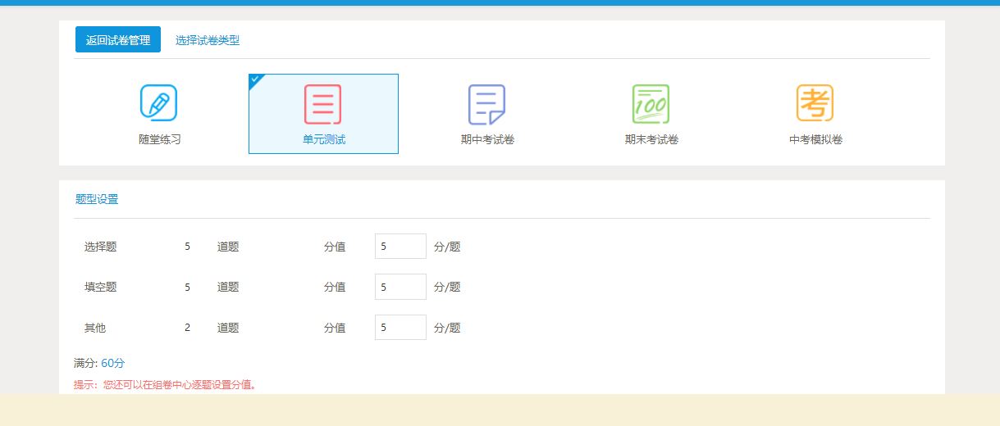 返回试卷管理 选择试卷类型
100 考
随堂练习 单元测试 期中考试卷 期末考试卷 中考模拟卷
题型设置
选择题 5 道题 分值 5 分/题
填空题 5 道题 分值 5 分/题
其他 2 道题 分值 5 分/题
满分: 60分
提示：您还可以在组卷中心逐题设置分值。